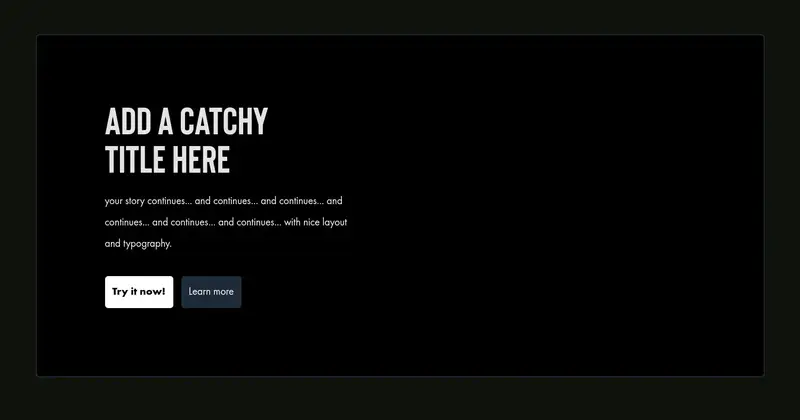 ADD A CATCHY
TITLE HERE
your story continues... and continues... and continues... and
continues... and continues... and continues... with nice layout
and typography.
Try it now! Learn more